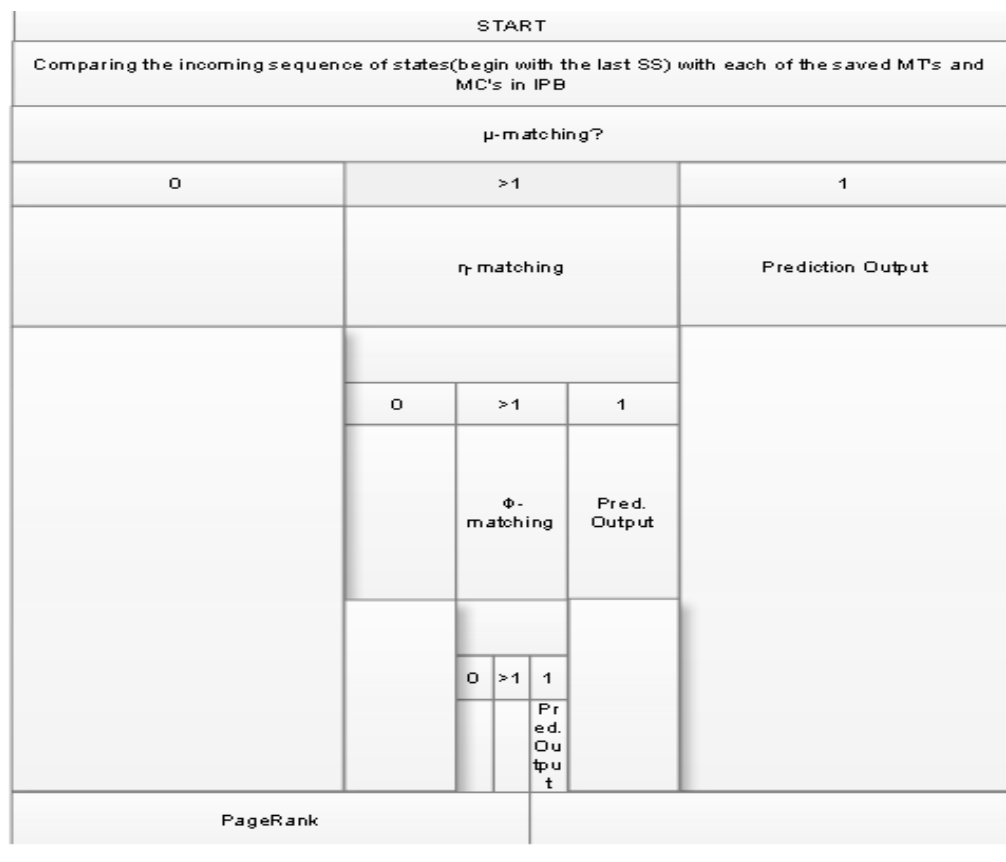 START
Comparing the incoming sequence of states(begin with the last SS) with each of the saved MT's and
MC's in IPB
μ-matching?
0
>1
1
η-matching
Prediction Output
0
>1
1
Φ-
matching
Pred.
Output
0
>1
1
Pr
ed.
Ou
tpu
t
PageRank